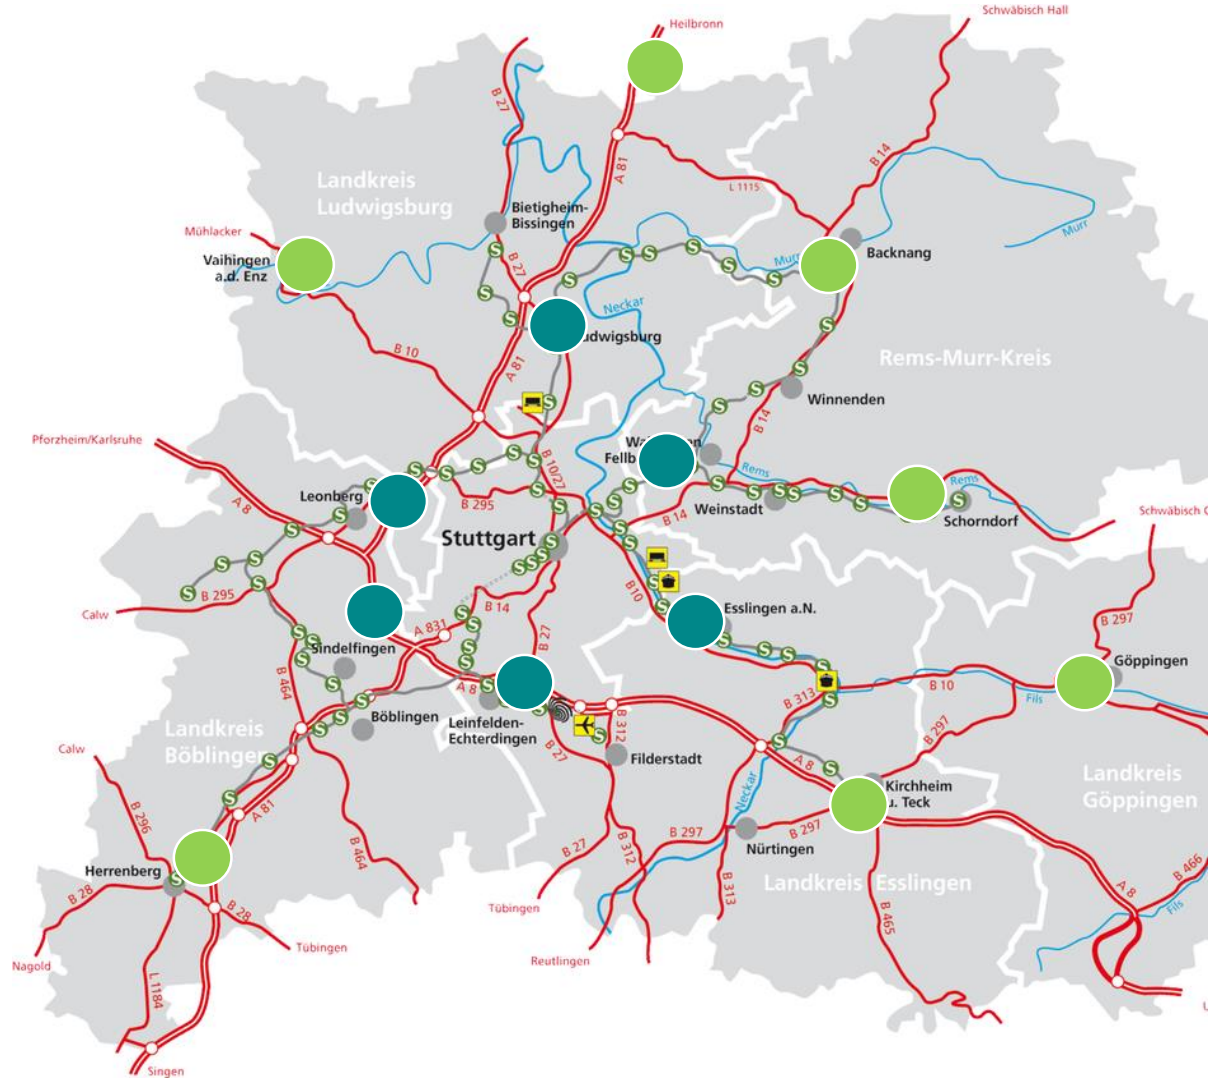 Heilbronn
Schwäbisch Hall
B 27
A 81
B 14
L 1115
Landkreis
Ludwigsburg
Bietigheim-
Bissingen
Mühlacker
Vaihingen
a.d. Enz
Murr
Murr
Backnang
B 27
Neckar
udwigsburg
B 10
A 81
Rems-Murr-Kreis
Winnenden
B 14
Pforzheim/Karlsruhe
Fellb
B 10/27
Rems
Rems
A 8
Leonberg
B 295
Weinstadt
Schorndorf
B 14
Stuttgart
Schwäbisch G
B 295
Calw
B10
B 14
Esslingen a.N.
A 831
B 27
B 297
Sindelfingen
Göppingen
B 464
A 8
B 10
Fils
B 313
Landkreis
Böblingen
Böblingen
Leinfelden-
Echterdingen
B 312
B 297
Calw
B 27
Filderstadt
A 8
Neckar
Kirchheim
u. Teck
Landkreis
Göppingen
B 296
A 81
B 297
B 297
Nürtingen
B 464
B 27
B 312
Herrenberg
B 466
B 28
B 313
Landkreis Esslingen
A 8
B 28
Tübingen
B 465
Fils
Tübingen
Nagold
Reutlingen
L 1184
U
Singen
S